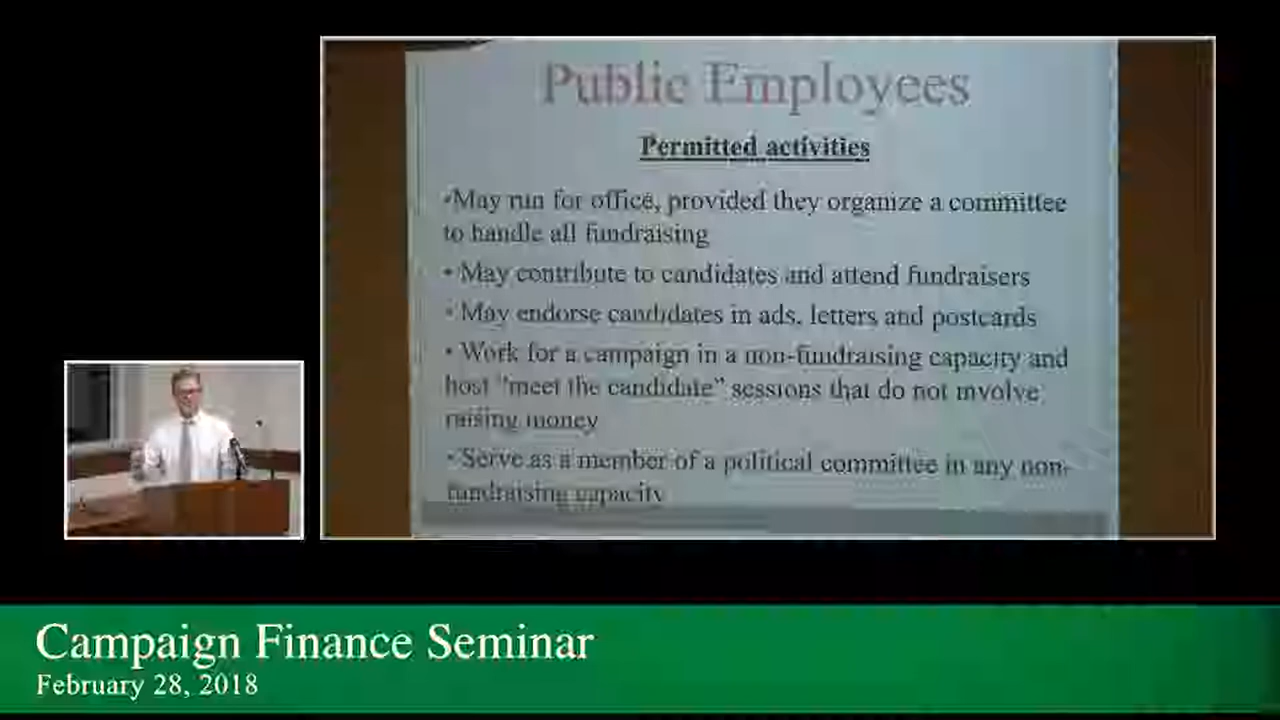 Public Employees
Permitted activities
•May run for office, provided they organize a committee
to handle all fundraising
• May contribute to candidates and attend fundraisers
• May endorse candidates in ads, letters and postcards
• Work for a campaign in a non-fundraising capacity and
host "meet the candidate" sessions that do not involve
raising money
• Serve as a member of a political committee in any non-
fundraising capacity
Campaign Finance Seminar
February 28, 2018